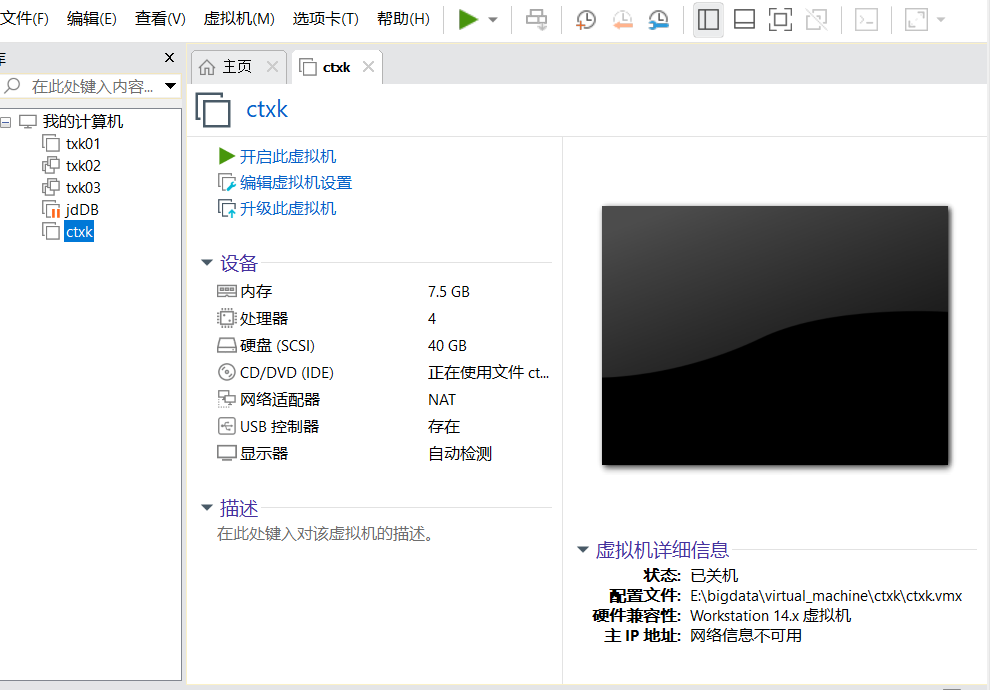 文件(F) 编辑(E) 查看(V) 虚拟机(M) 选项卡(T) 帮助(H)
库
主页 ctxk
在此处键入内容...
我的计算机
txk01
txk02
txk03
jdDB
ctxk
ctxk
开启此虚拟机
编辑虚拟机设置
升级此虚拟机
设备
内存 7.5 GB
处理器 4
硬盘 (SCSI) 40 GB
CD/DVD (IDE) 正在使用文件 ct...
网络适配器 NAT
USB 控制器 存在
显示器 自动检测
描述
在此处键入对该虚拟机的描述。
虚拟机详细信息
状态: 已关机
配置文件: E:\bigdata\virtual_machine\ctxk\ctxk.vmx
硬件兼容性: Workstation 14.x 虚拟机
主 IP 地址: 网络信息不可用